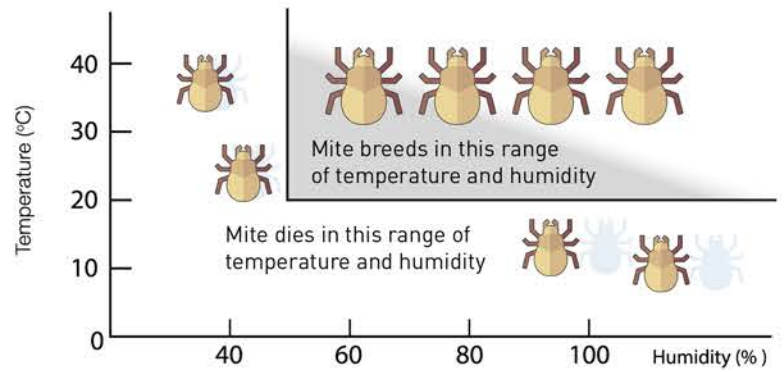 Temperature (°C)
40
30
20
10
0
Mite breeds in this range
of temperature and humidity
Mite dies in this range of
temperature and humidity
40
60
80
100
Humidity (% )